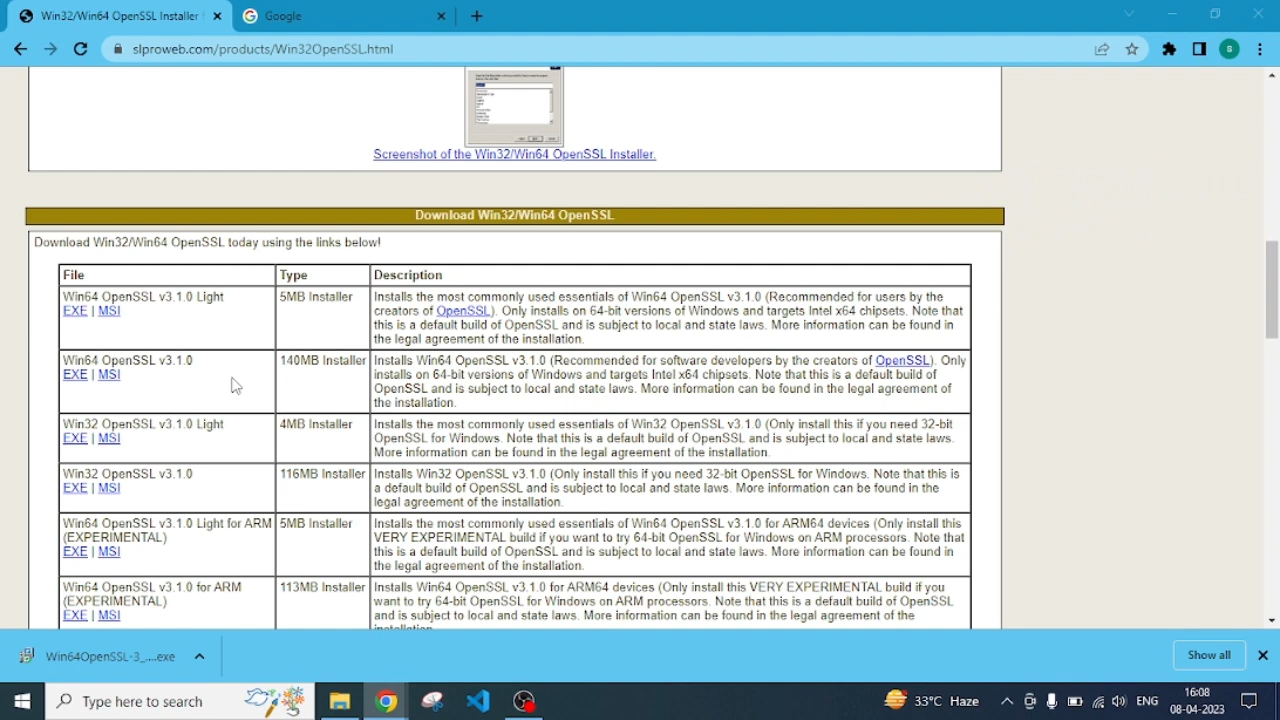 Win32/Win64 OpenSSL Installer
Google
slproweb.com/products/Win32OpenSSL.html
S
Screenshot of the Win32/Win64 OpenSSL Installer.
Download Win32/Win64 OpenSSL
Download Win32/Win64 OpenSSL today using the links below!
File Type Description
Win64 OpenSSL v3.1.0 Light
EXE | MSI
5MB Installer
Installs the most commonly used essentials of Win64 OpenSSL v3.1.0 (Recommended for users by the
creators of OpenSSL). Only installs on 64-bit versions of Windows and targets Intel x64 chipsets. Note that
this is a default build of OpenSSL and is subject to local and state laws. More information can be found in
the legal agreement of the installation.
Win64 OpenSSL v3.1.0
EXE | MSI
140MB Installer
Installs Win64 OpenSSL v3.1.0 (Recommended for software developers by the creators of OpenSSL). Only
installs on 64-bit versions of Windows and targets Intel x64 chipsets. Note that this is a default build of
OpenSSL and is subject to local and state laws. More information can be found in the legal agreement of
the installation.
Win32 OpenSSL v3.1.0 Light
EXE | MSI
4MB Installer
Installs the most commonly used essentials of Win32 OpenSSL v3.1.0 (Only install this if you need 32-bit
OpenSSL for Windows. Note that this is a default build of OpenSSL and is subject to local and state laws.
More information can be found in the legal agreement of the installation.
Win32 OpenSSL v3.1.0
EXE | MSI
116MB Installer
Installs Win32 OpenSSL v3.1.0 (Only install this if you need 32-bit OpenSSL for Windows. Note that this is
a default build of OpenSSL and is subject to local and state laws. More information can be found in the
legal agreement of the installation.
Win64 OpenSSL v3.1.0 Light for ARM
(EXPERIMENTAL)
EXE | MSI
5MB Installer
Installs the most commonly used essentials of Win64 OpenSSL v3.1.0 for ARM64 devices (Only install this
VERY EXPERIMENTAL build if you want to try 64-bit OpenSSL for Windows on ARM processors. Note that
this is a default build of OpenSSL and is subject to local and state laws. More information can be found in
the legal agreement of the installation.
Win64 OpenSSL v3.1.0 for ARM
(EXPERIMENTAL)
EXE | MSI
113MB Installer
Installs Win64 OpenSSL v3.1.0 for ARM64 devices (Only install this VERY EXPERIMENTAL build if you
want to try 64-bit OpenSSL for Windows on ARM processors. Note that this is a default build of OpenSSL
and is subject to local and state laws. More information can be found in the legal agreement of the
installation.
Win64OpenSSL-3_....exe
Show all
Type here to search
33°C Haze
ENG
16:08
08-04-2023